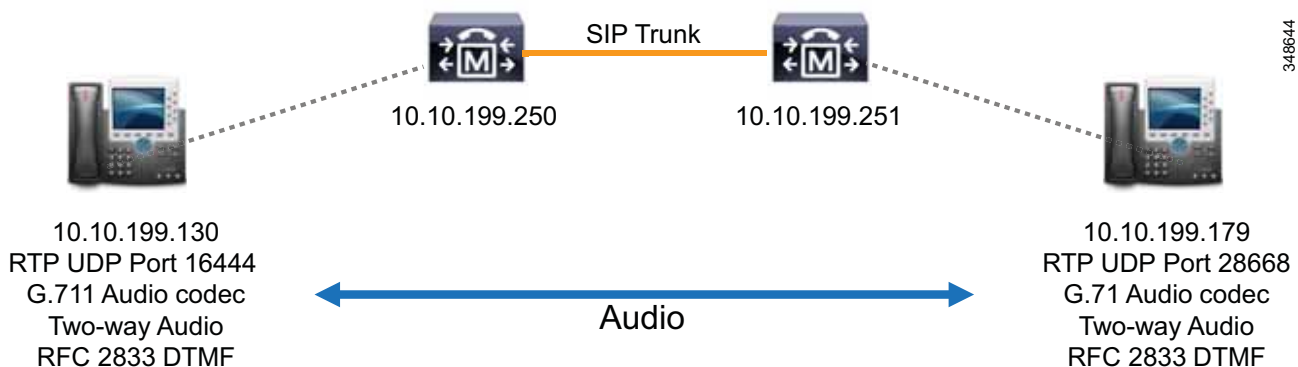 SIP Trunk
348644
M
M
10.10.199.250
10.10.199.251
10.10.199.130
RTP UDP Port 16444
G.711 Audio codec
Two-way Audio
RFC 2833 DTMF
Audio
10.10.199.179
RTP UDP Port 28668
G.71 Audio codec
Two-way Audio
RFC 2833 DTMF